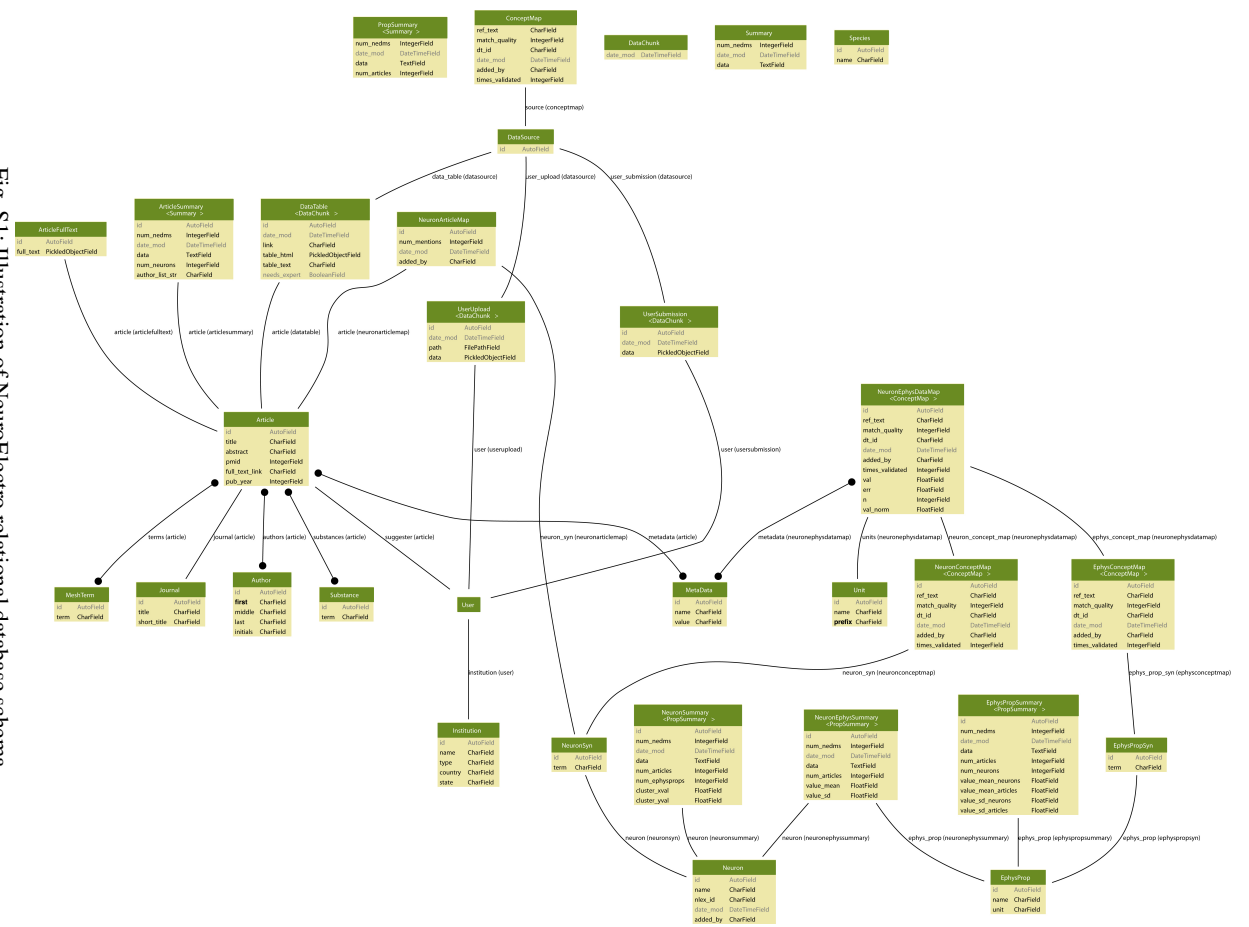 PropSummary
<Summary >
num_nedms IntegerField
date_mod DateTimeField
data TextField
num_articles IntegerField
ConceptMap
ref_text CharField
match_quality IntegerField
dt_id CharField
date_mod DateTimeField
added_by CharField
times_validated IntegerField
DataChunk
date_mod DateTimeField
Summary
num_nedms IntegerField
date_mod DateTimeField
data TextField
Species
id AutoField
name CharField
source (conceptmap)
DataSource
id AutoField
data_table (datasource)
user_upload (datasource)
user_submission (datasource)
ArticleFullText
id AutoField
full_text PickledObjectField
ArticleSummary
<Summary >
id AutoField
num_nedms IntegerField
date_mod DateTimeField
data TextField
num_neurons IntegerField
author_list_str CharField
DataTable
<DataChunk >
id AutoField
date_mod DateTimeField
link CharField
table_html PickledObjectField
table_text CharField
needs_expert BooleanField
NeuronArticleMap
id AutoField
num_mentions IntegerField
date_mod DateTimeField
added_by CharField
UserUpload
<DataChunk >
id AutoField
date_mod DateTimeField
path FilePathField
data PickledObjectField
UserSubmission
<DataChunk >
id AutoField
date_mod DateTimeField
data PickledObjectField
article (articlefulltext)
article (articlesummary)
article (datatable)
article (neuronarticlemap)
Article
id AutoField
title CharField
abstract CharField
pmid IntegerField
full_text_link CharField
pub_year IntegerField
user (userupload)
user (usersubmission)
NeuronEphysDataMap
<ConceptMap >
id AutoField
ref_text CharField
match_quality IntegerField
dt_id CharField
date_mod DateTimeField
added_by CharField
times_validated IntegerField
val FloatField
err FloatField
n IntegerField
val_norm FloatField
terms (article)
journal (article)
authors (article)
substances (article)
suggester (article)
neuron_syn (neuronarticlemap)
metadata (article)
metadata (neuronephysdatamap)
units (neuronephysdatamap)
neuron_concept_map (neuronephysdatamap)
ephys_concept_map (neuronephysdatamap)
MeshTerm
id AutoField
term CharField
Journal
id AutoField
title CharField
short_title CharField
Author
id AutoField
first CharField
middle CharField
last CharField
initials CharField
Substance
id AutoField
term CharField
User
MetaData
id AutoField
name CharField
value CharField
Unit
id AutoField
name CharField
prefix CharField
NeuronConceptMap
<ConceptMap >
id AutoField
ref_text CharField
match_quality IntegerField
dt_id CharField
date_mod DateTimeField
added_by CharField
times_validated IntegerField
EphysConceptMap
<ConceptMap >
id AutoField
ref_text CharField
match_quality IntegerField
dt_id CharField
date_mod DateTimeField
added_by CharField
times_validated IntegerField
institution (user)
neuron_syn (neuronconceptmap)
ephys_prop_syn (ephysconceptmap)
Institution
id AutoField
name CharField
type CharField
country CharField
state CharField
NeuronSyn
id AutoField
term CharField
NeuronSummary
<PropSummary >
id AutoField
num_nedms IntegerField
date_mod DateTimeField
data TextField
num_articles IntegerField
num_ephysprops IntegerField
cluster_xval FloatField
cluster_yval FloatField
NeuronEphysSummary
<PropSummary >
id AutoField
num_nedms IntegerField
date_mod DateTimeField
data TextField
num_articles IntegerField
value_mean FloatField
value_sd FloatField
EphysPropSummary
<PropSummary >
id AutoField
num_nedms IntegerField
date_mod DateTimeField
data TextField
num_articles IntegerField
num_neurons IntegerField
value_mean_neurons FloatField
value_mean_articles FloatField
value_sd_neurons FloatField
value_sd_articles FloatField
EphysPropSyn
id AutoField
term CharField
neuron (neuronsyn)
neuron (neuronsummary)
neuron (neuronephyssummary)
ephys_prop (neuronephyssummary)
ephys_prop (ephyspropsummary)
ephys_prop (ephyspropsyn)
Neuron
id AutoField
name CharField
nlex_id CharField
date_mod DateTimeField
added_by CharField
EphysProp
id AutoField
name CharField
unit CharField
Fig. S1: Illustration of NeuroElectro relational database schema